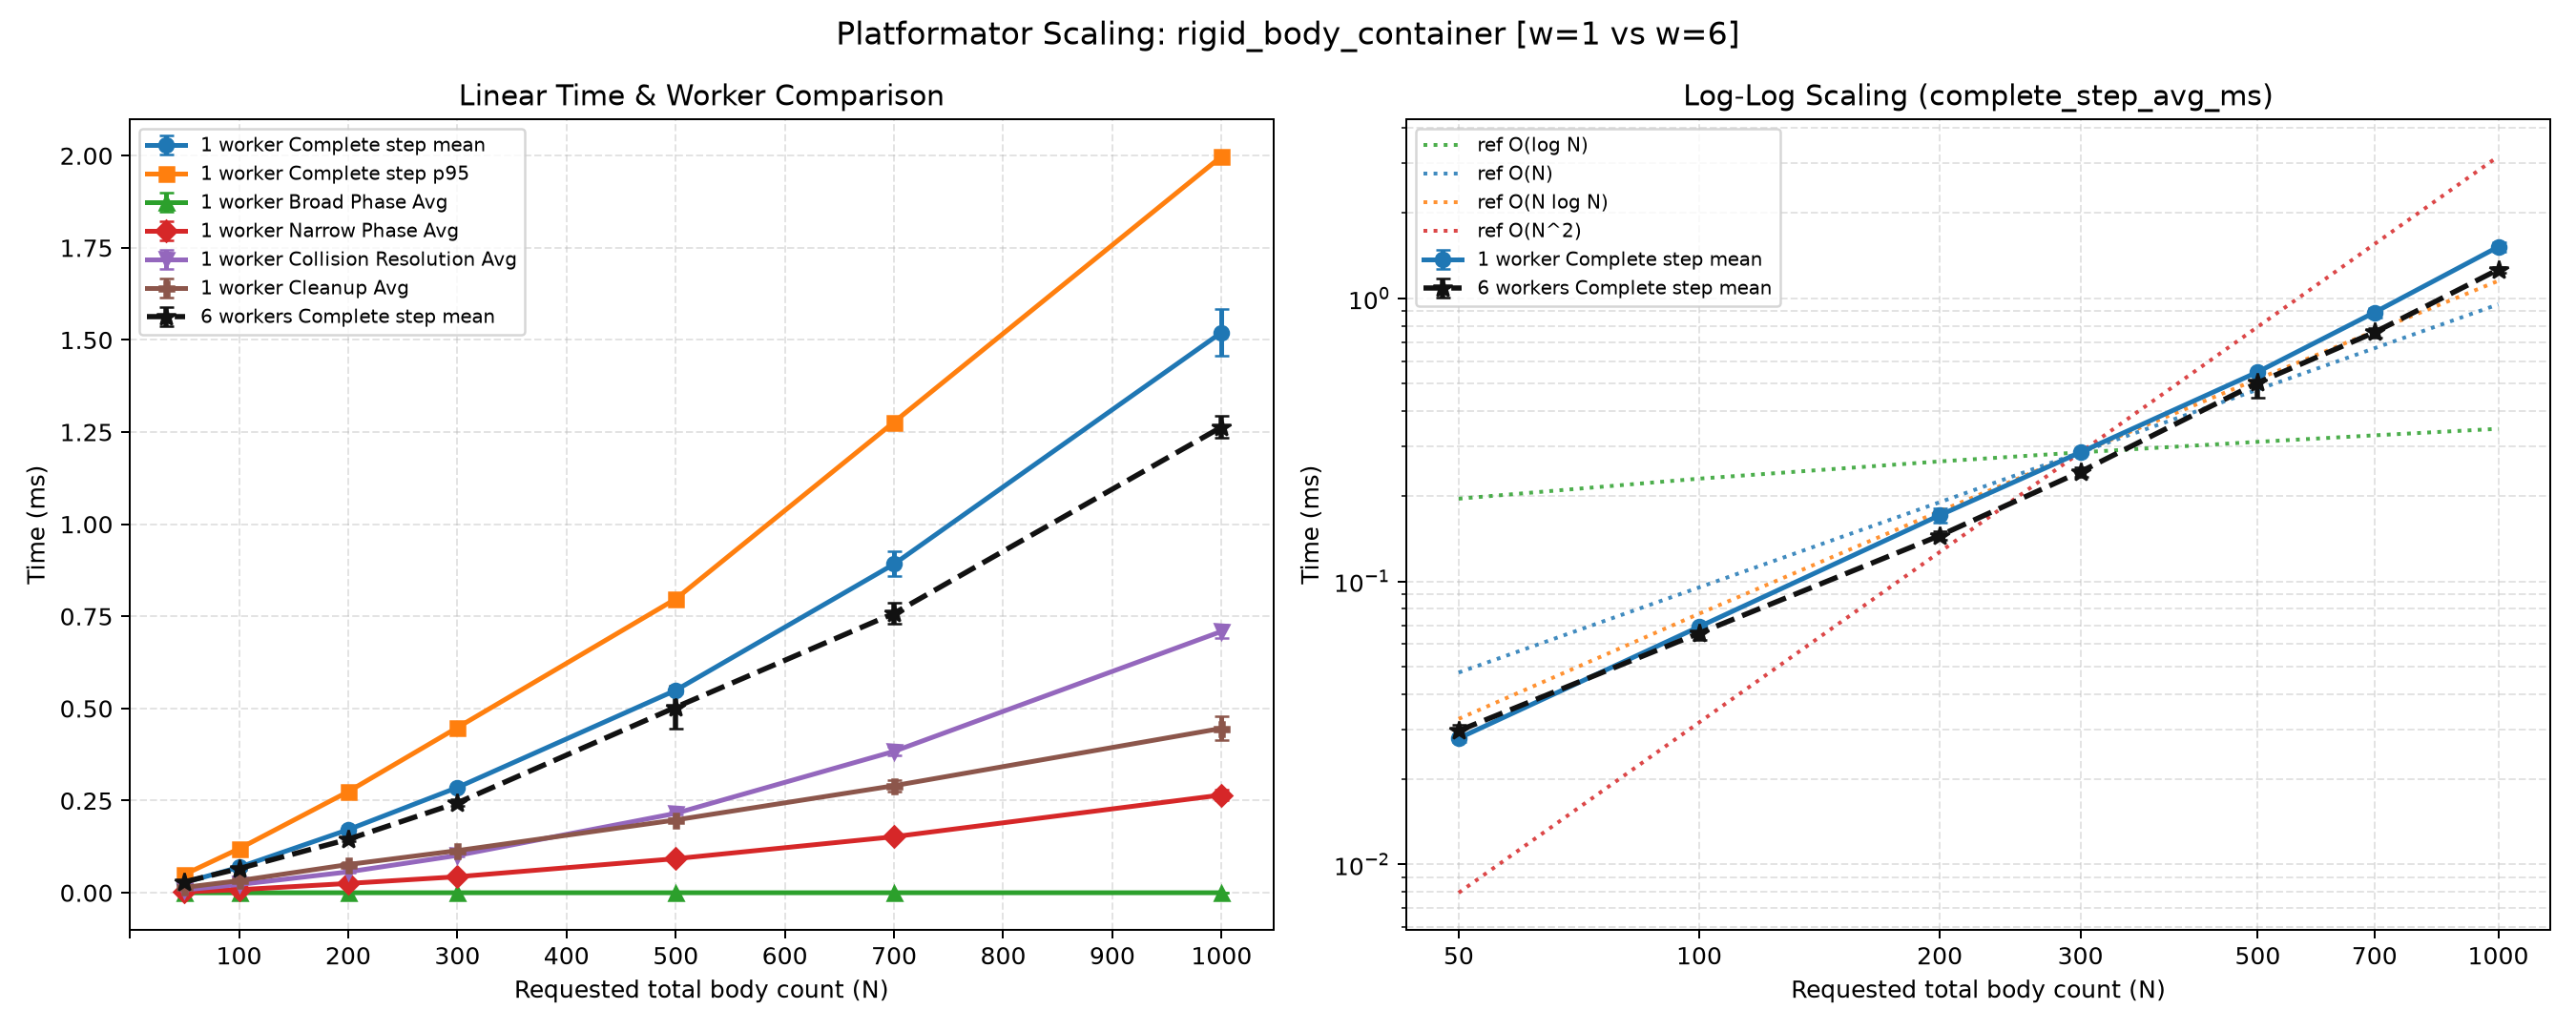 Platformator Scaling: rigid_body_container [w=1 vs w=6]
Linear Time & Worker Comparison
1 worker Complete step mean
1 worker Complete step p95
1 worker Broad Phase Avg
1 worker Narrow Phase Avg
1 worker Collision Resolution Avg
1 worker Cleanup Avg
6 workers Complete step mean
Time (ms)
2.00
1.75
1.50
1.25
1.00
0.75
0.50
0.25
0.00
100 200 300 400 500 600 700 800 900 1000
Requested total body count (N)
Log-Log Scaling (complete_step_avg_ms)
ref O(log N)
ref O(N)
ref O(N log N)
ref O(N^2)
1 worker Complete step mean
6 workers Complete step mean
Time (ms)
10⁰
10⁻¹
10⁻²
50 100 200 300 500 700 1000
Requested total body count (N)